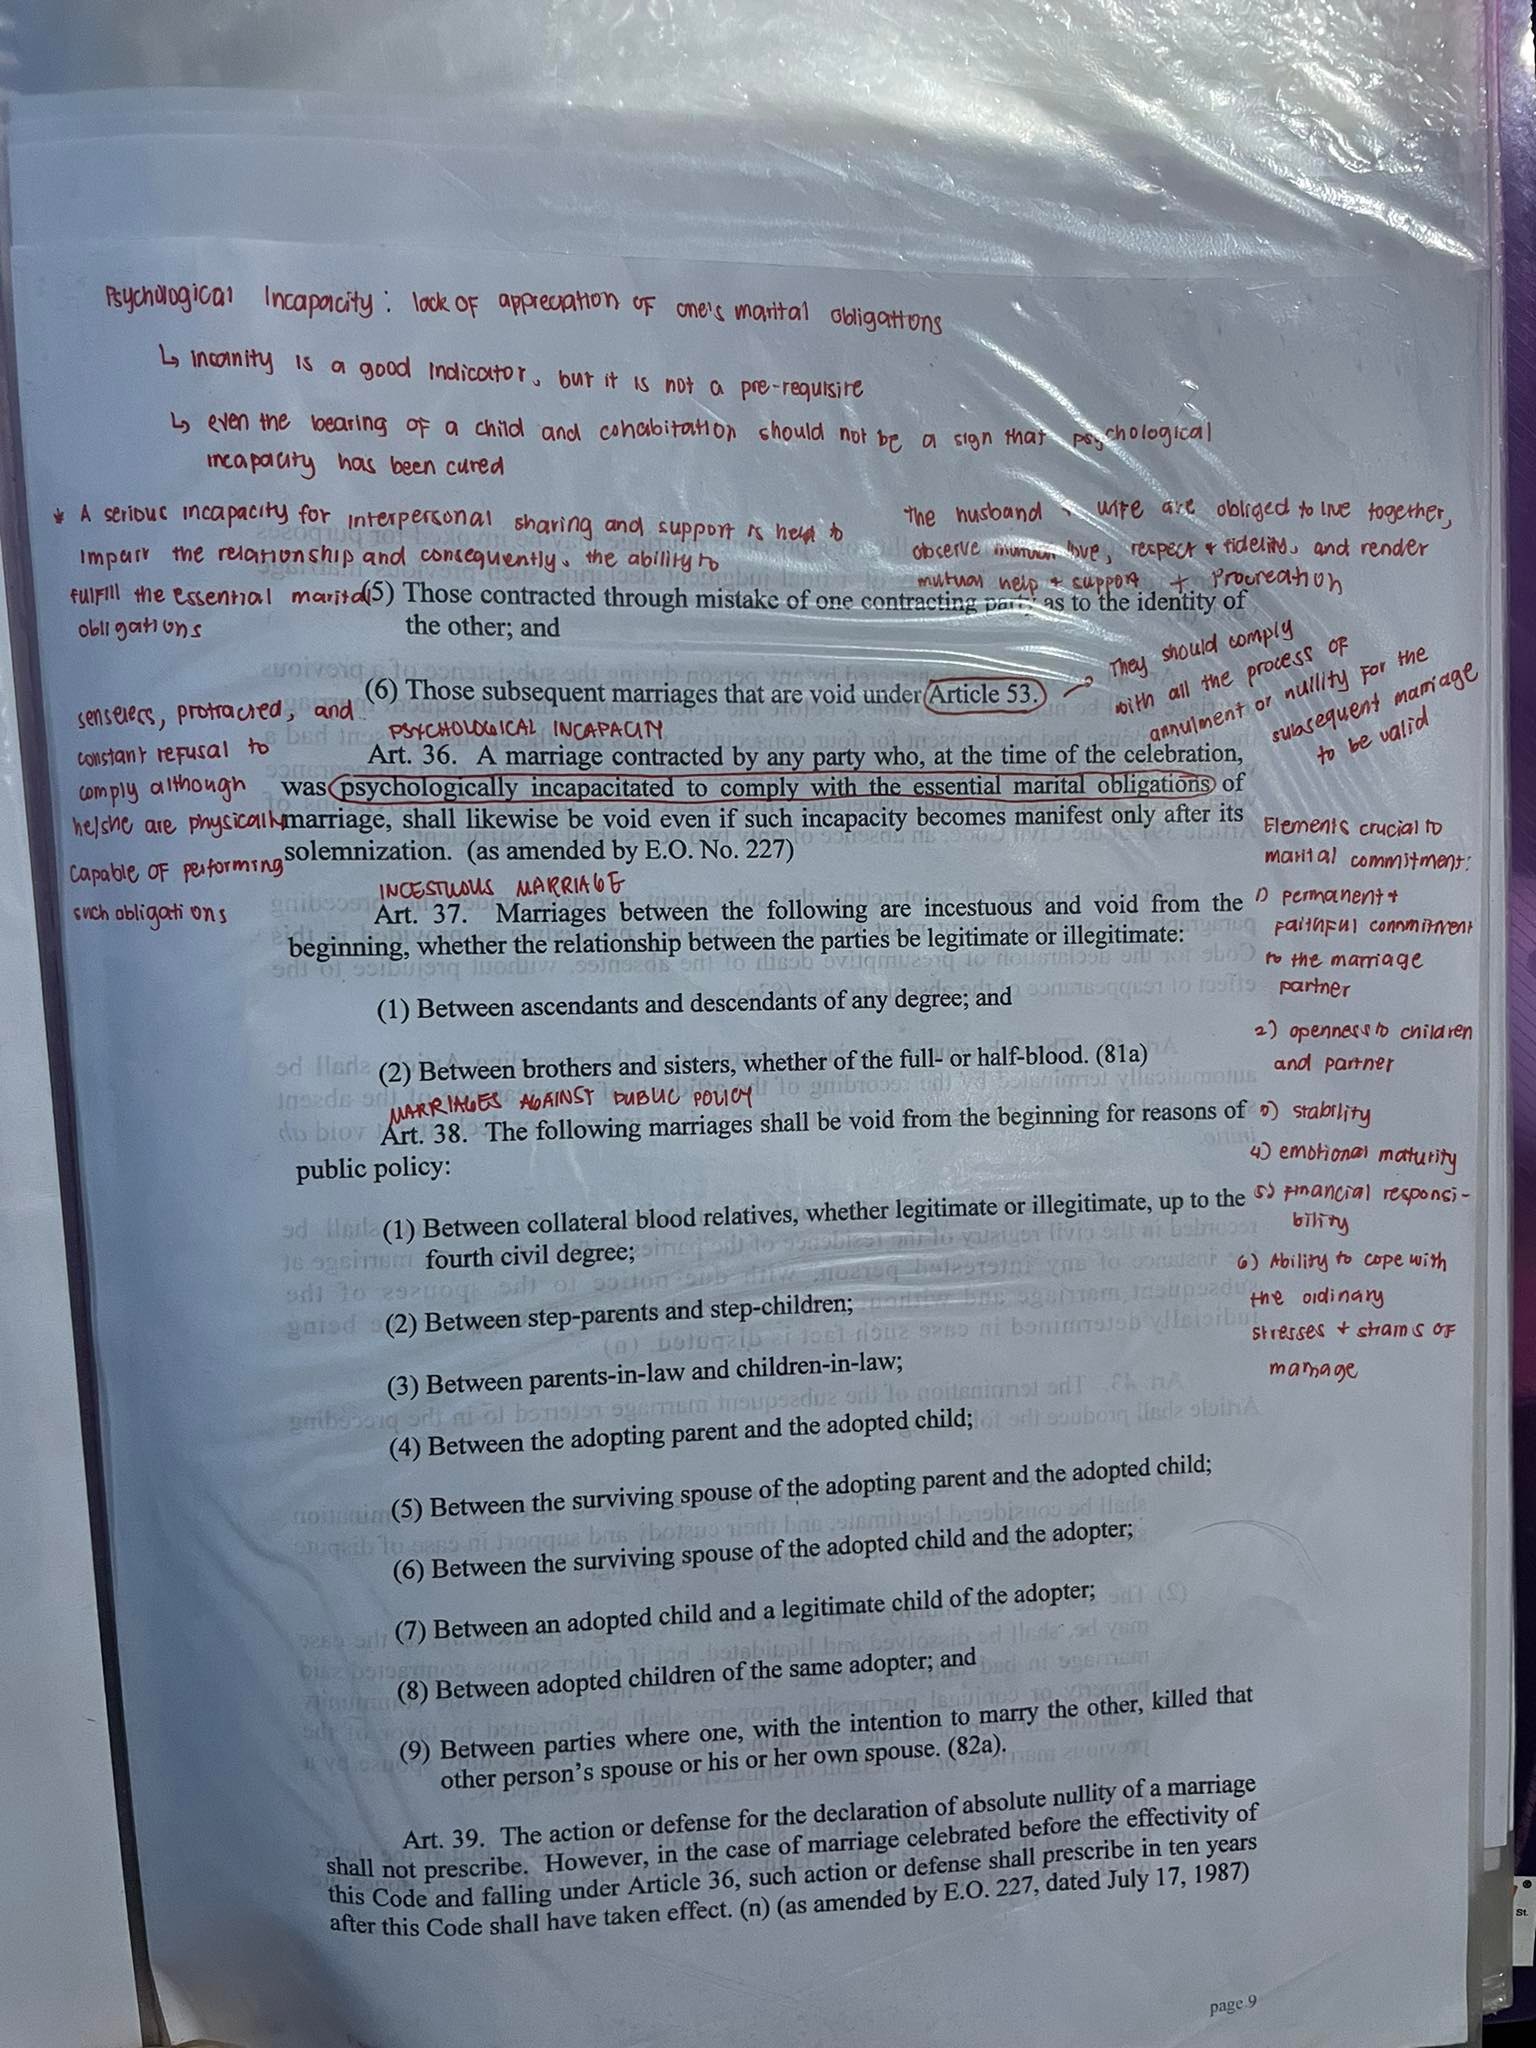 Psychological Incapacity: lack of appreciation of one's marital obligations
↳ incanity is a good indicator, but it is not a pre-requisite
↳ even the bearing of a child and cohabitation should not be a sign that psychological
incapacity has been cured
* A serious incapacity for interpersonal sharing and support is held to
impair the relationship and consequently, the ability to
fulfill the essential marital
obligations
The husband + wife are obliged to live together,
observe mutual love, respect + fidelity, and render
mutual help + support + Procreation
(5) Those contracted through mistake of one contracting party as to the identity of
the other; and
(6) Those subsequent marriages that are void under Article 53.
They should comply
with all the process of
annulment or nullity for the
subsequent marriage
to be valid
senseless, protracted, and
constant refusal to
comply although
he/she are physically
capable of performing
such obligations
PSYCHOLOGICAL INCAPACITY
Art. 36. A marriage contracted by any party who, at the time of the celebration,
was psychologically incapacitated to comply with the essential marital obligations of
marriage, shall likewise be void even if such incapacity becomes manifest only after its
solemnization. (as amended by E.O. No. 227)
Elements crucial to
marital commitment:
1) permanent +
faithful commitment
to the marriage
partner
2) openness to children
and partner
3) stability
4) emotional maturity
5) Financial responsi-
bility
6) Ability to cope with
the ordinary
stresses + strains of
marriage
INCESTUOUS MARRIAGE
Art. 37. Marriages between the following are incestuous and void from the
beginning, whether the relationship between the parties be legitimate or illegitimate:
(1) Between ascendants and descendants of any degree; and
(2) Between brothers and sisters, whether of the full- or half-blood. (81a)
MARRIAGES AGAINST PUBLIC POLICY
Art. 38. The following marriages shall be void from the beginning for reasons of
public policy:
(1) Between collateral blood relatives, whether legitimate or illegitimate, up to the
fourth civil degree;
(2) Between step-parents and step-children;
(3) Between parents-in-law and children-in-law;
(4) Between the adopting parent and the adopted child;
(5) Between the surviving spouse of the adopting parent and the adopted child;
(6) Between the surviving spouse of the adopted child and the adopter;
(7) Between an adopted child and a legitimate child of the adopter;
(8) Between adopted children of the same adopter; and
(9) Between parties where one, with the intention to marry the other, killed that
other person's spouse or his or her own spouse. (82a).
Art. 39. The action or defense for the declaration of absolute nullity of a marriage
shall not prescribe. However, in the case of marriage celebrated before the effectivity of
this Code and falling under Article 36, such action or defense shall prescribe in ten years
after this Code shall have taken effect. (n) (as amended by E.O. 227, dated July 17, 1987)
page 9
St.